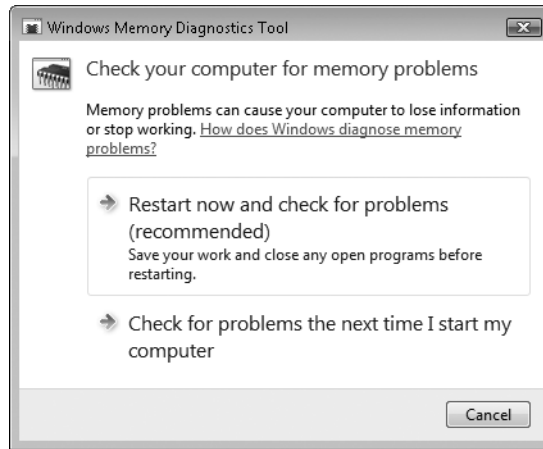 Windows Memory Diagnostics Tool
Check your computer for memory problems
Memory problems can cause your computer to lose information
or stop working. How does Windows diagnose memory
problems?
Restart now and check for problems
(recommended)
Save your work and close any open programs before
restarting.
Check for problems the next time I start my
computer
Cancel